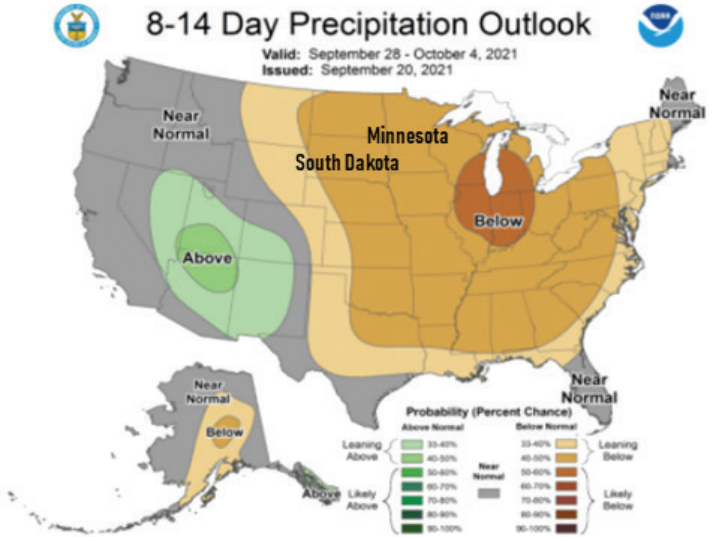 8-14 Day Precipitation Outlook
noaa
Valid: September 28 - October 4, 2021
Issued: September 20, 2021
Near
Normal
Near
Normal
Minnesota
South Dakota
Below
Above
Near
Normal
Near
Normal
Below
Above
Probability (Percent Chance)
Above Normal
Below Normal
Leaning
Above
33-40%
40-50%
Likely
Above
50-60%
60-70%
70-80%
80-90%
90-100%
Near
Normal
33-40%
40-50%
Leaning
Below
50-60%
60-70%
70-80%
80-90%
90-100%
Likely
Below